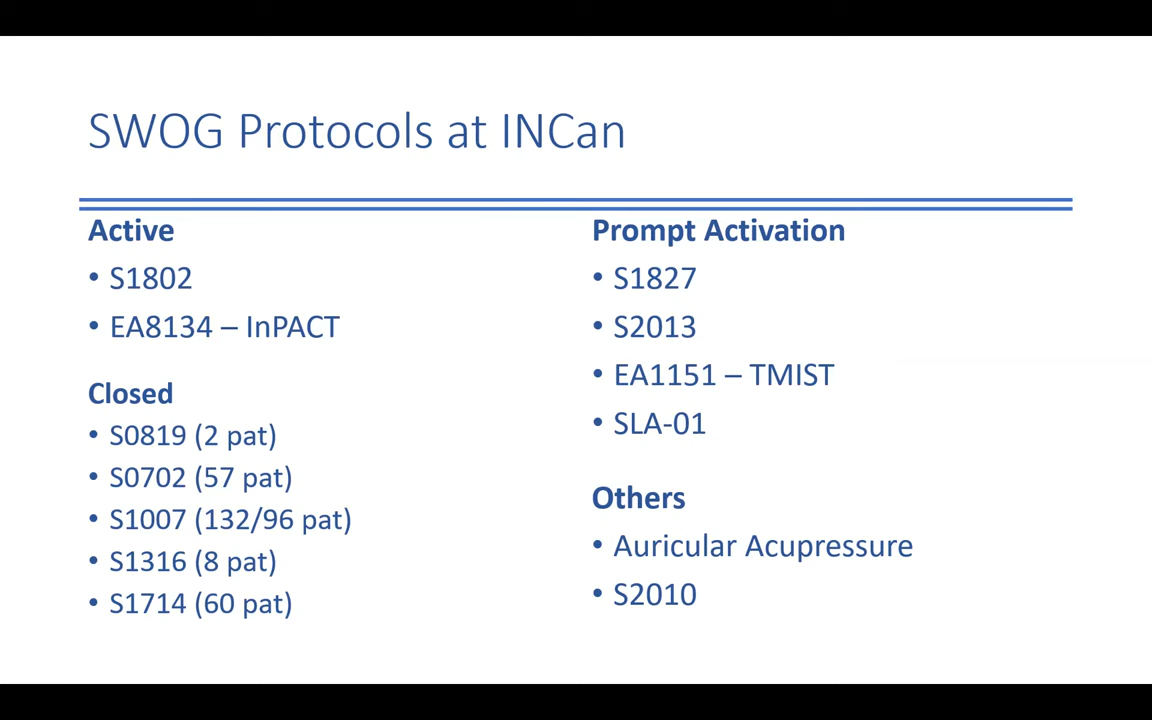 SWOG Protocols at INCan
Active
• S1802
• EA8134 – InPACT
Closed
• S0819 (2 pat)
• S0702 (57 pat)
• S1007 (132/96 pat)
• S1316 (8 pat)
• S1714 (60 pat)
Prompt Activation
• S1827
• S2013
• EA1151 – TMIST
• SLA-01
Others
• Auricular Acupressure
• S2010